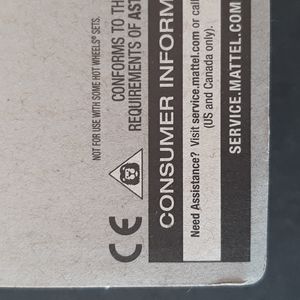 NOT FOR USE WITH SOME HOT WHEELS® SETS.
CONFORMS TO TH
REQUIREMENTS OF AST
CE
CONSUMER INFORM
Need Assistance? Visit service.mattel.com or call
(US and Canada only).
SERVICE.MATTEL.COM